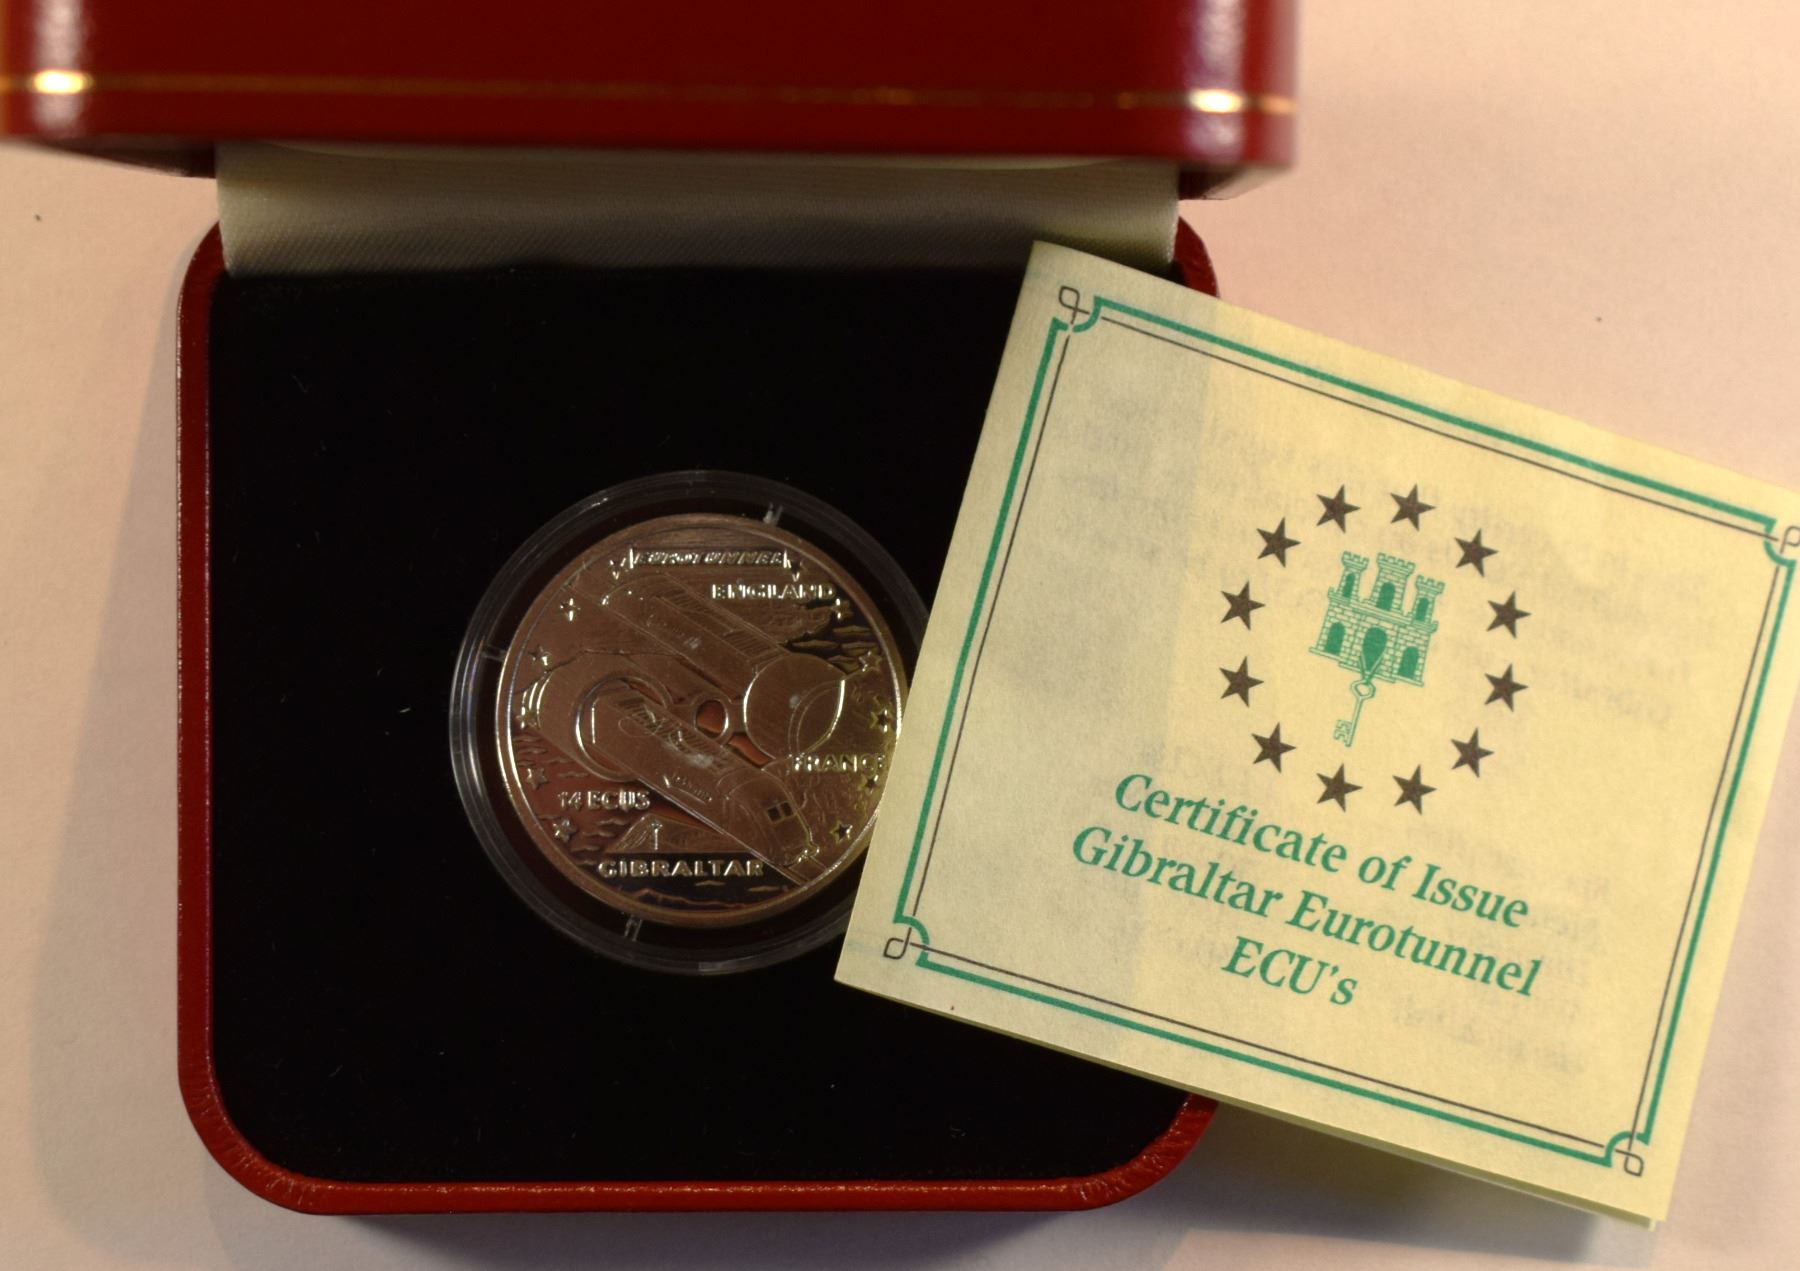 EUROTUNNEL
ENGLAND
FRANCE
14 ECUS
GIBRALTAR
Certificate of Issue
Gibraltar Eurotunnel
ECU's